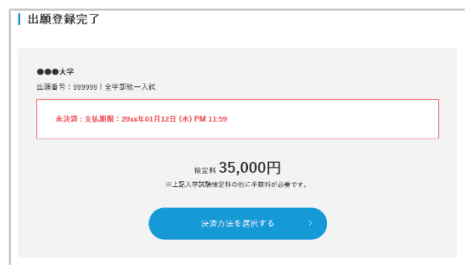 出願登録完了
●●●大学
出願番号：999999｜全学部統一入試
未決済：支払期限：20xx年01月12日 (水) PM 11:59
検定料 35,000円
※上記入学試験検定料の他に手数料が必要です。
決済方法を選択する